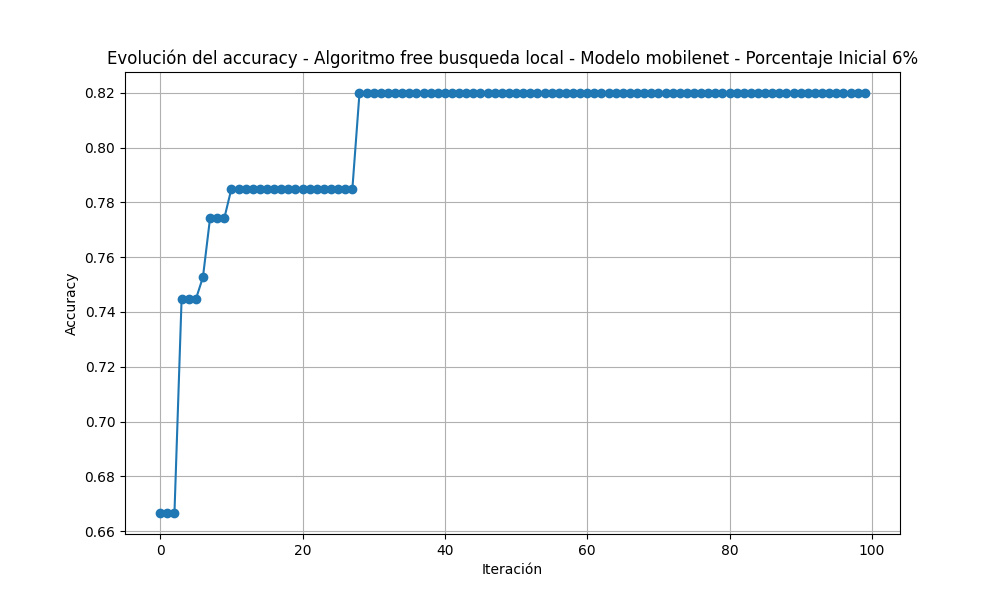 Evolución del accuracy - Algoritmo free busqueda local - Modelo mobilenet - Porcentaje Inicial 6%
0.82
0.80
0.78
0.76
0.74
0.72
0.70
0.68
0.66
Accuracy
0 20 40 60 80 100
Iteración